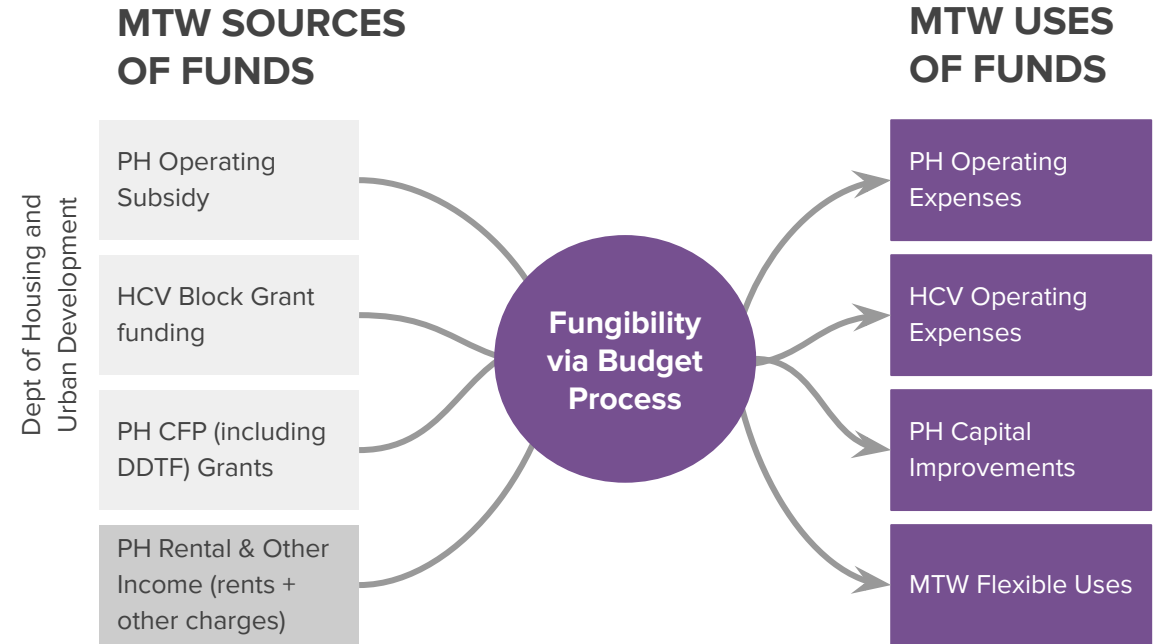 MTW SOURCES
OF FUNDS
MTW USES
OF FUNDS
Dept of Housing and
Urban Development
PH Operating
Subsidy
HCV Block Grant
funding
PH CFP (including
DDTF) Grants
PH Rental & Other
Income (rents +
other charges)
Fungibility
via Budget
Process
PH Operating
Expenses
HCV Operating
Expenses
PH Capital
Improvements
MTW Flexible Uses